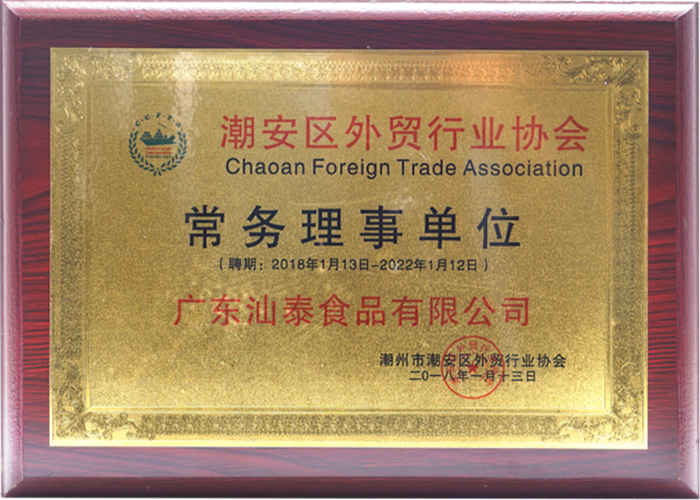 潮安区外贸行业协会
Chaoan Foreign Trade Association
常务理事单位
(聘期：2018年1月13日-2022年1月12日)
广东汕泰食品有限公司
潮州市潮安区外贸行业协会
二〇一八年一月十三日